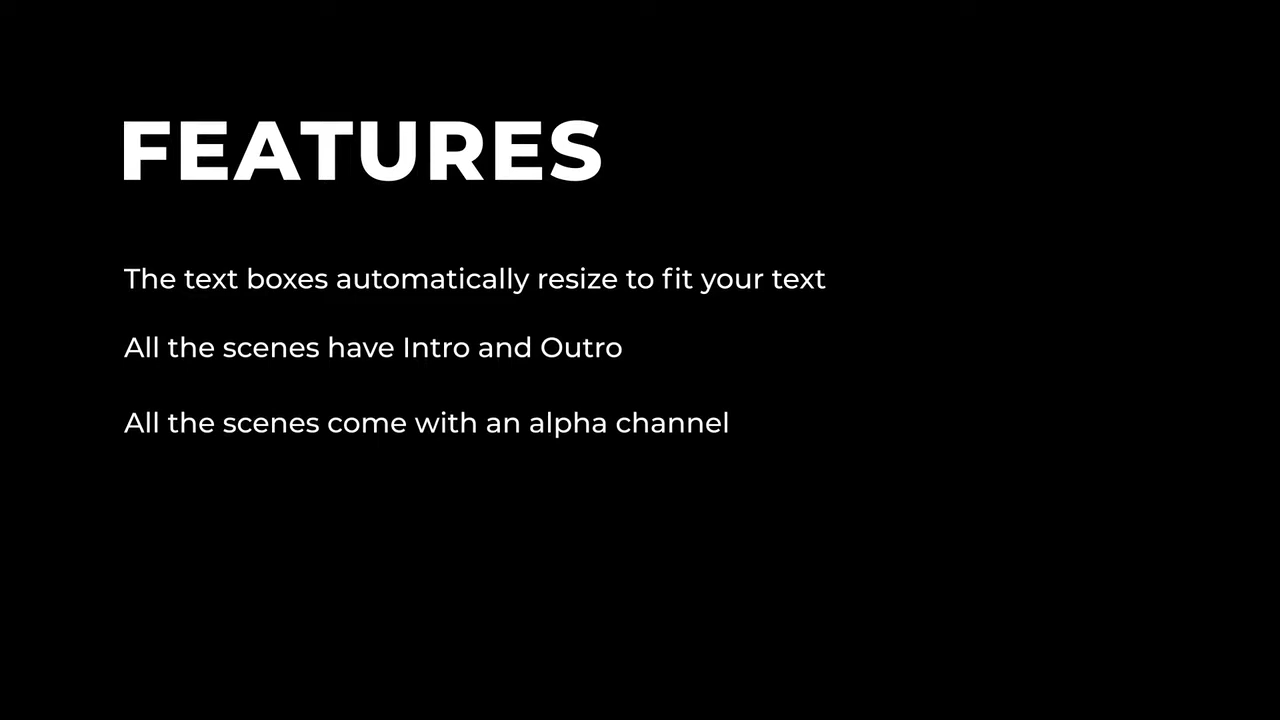 FEATURES
The text boxes automatically resize to fit your text
All the scenes have Intro and Outro
All the scenes come with an alpha channel